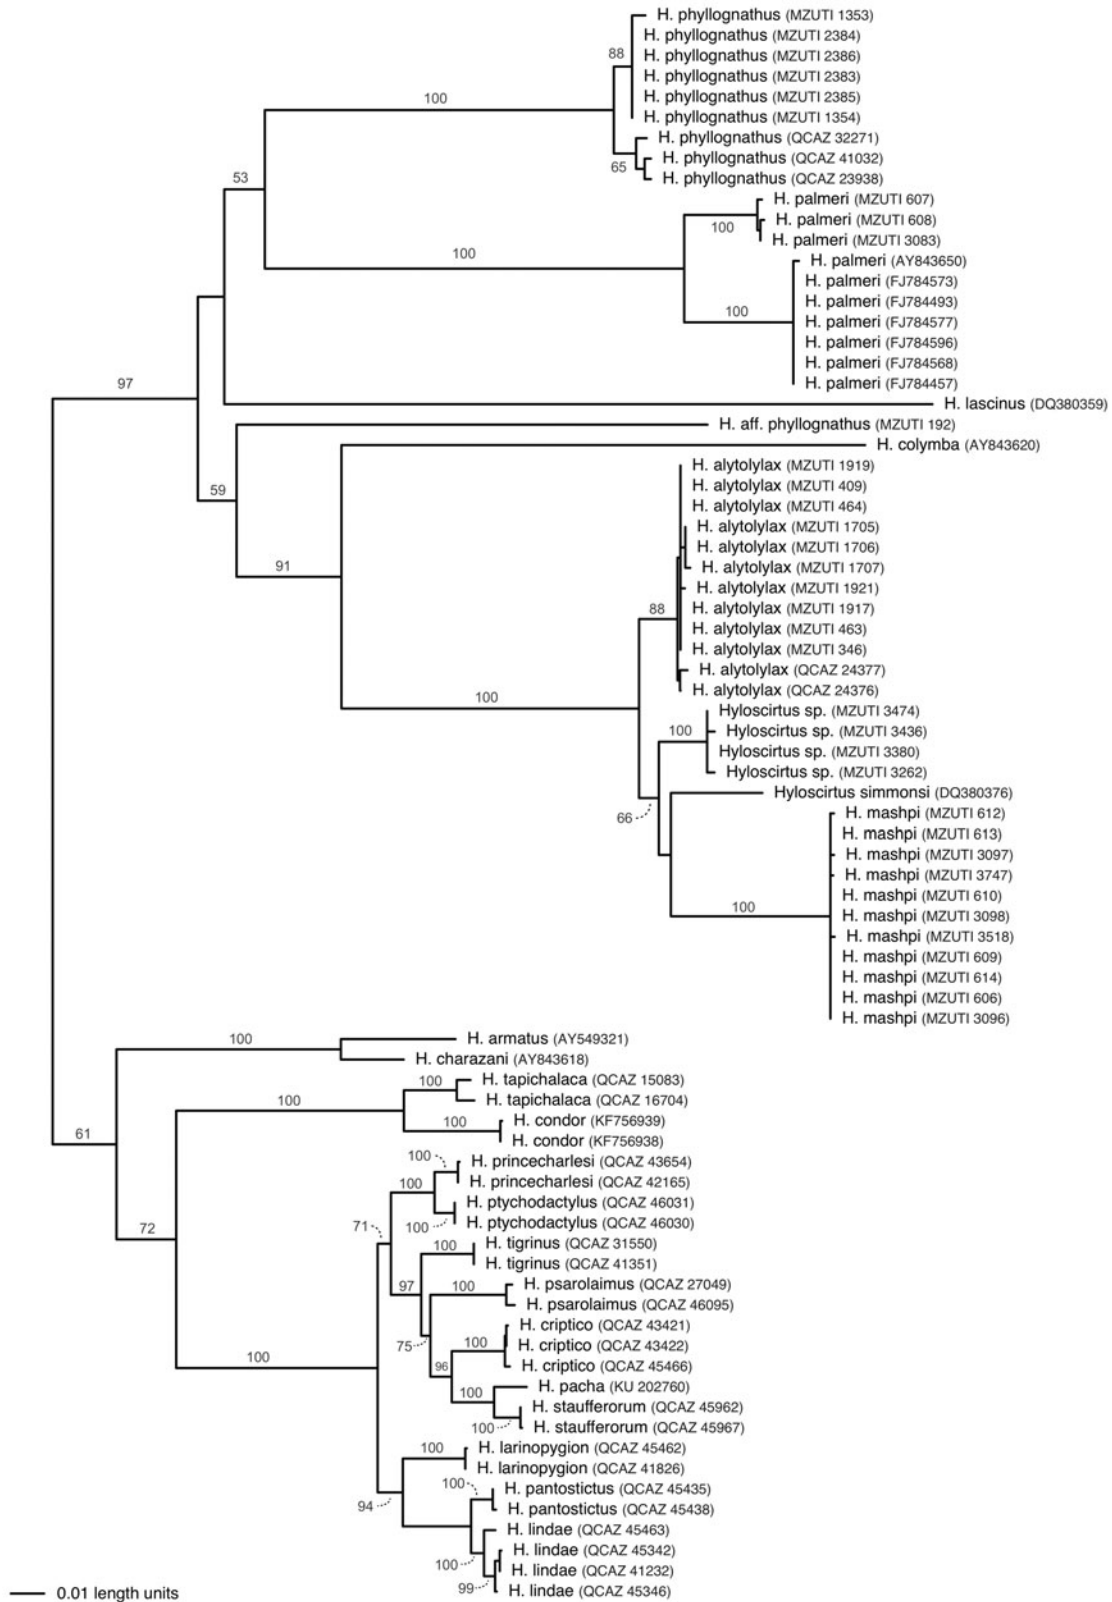 H. phyllognathus (MZUTI 1353)
H. phyllognathus (MZUTI 2384)
88
H. phyllognathus (MZUTI 2386)
H. phyllognathus (MZUTI 2383)
100
H. phyllognathus (MZUTI 2385)
H. phyllognathus (MZUTI 1354)
H. phyllognathus (QCAZ 32271)
H. phyllognathus (QCAZ 41032)
65
53
H. phyllognathus (QCAZ 23938)
H. palmeri (MZUTI 607)
H. palmeri (MZUTI 608)
100
H. palmeri (MZUTI 3083)
100
H. palmeri (AY843650)
H. palmeri (FJ784573)
H. palmeri (FJ784493)
100
H. palmeri (FJ784577)
H. palmeri (FJ784596)
H. palmeri (FJ784568)
97
H. palmeri (FJ784457)
H. lascinus (DQ380359)
H. aff. phyllognathus (MZUTI 192)
H. colymba (AY843620)
H. alytolylax (MZUTI 1919)
59
H. alytolylax (MZUTI 409)
H. alytolylax (MZUTI 464)
H. alytolylax (MZUTI 1705)
H. alytolylax (MZUTI 1706)
91
H. alytolylax (MZUTI 1707)
H. alytolylax (MZUTI 1921)
88
H. alytolylax (MZUTI 1917)
H. alytolylax (MZUTI 463)
H. alytolylax (MZUTI 346)
H. alytolylax (QCAZ 24377)
H. alytolylax (QCAZ 24376)
100
Hyloscirtus sp. (MZUTI 3474)
100
Hyloscirtus sp. (MZUTI 3436)
Hyloscirtus sp. (MZUTI 3380)
Hyloscirtus sp. (MZUTI 3262)
Hyloscirtus simmonsi (DQ380376)
66
H. mashpi (MZUTI 612)
H. mashpi (MZUTI 613)
H. mashpi (MZUTI 3097)
H. mashpi (MZUTI 3747)
H. mashpi (MZUTI 610)
100
H. mashpi (MZUTI 3098)
H. mashpi (MZUTI 3518)
H. mashpi (MZUTI 609)
H. mashpi (MZUTI 614)
H. mashpi (MZUTI 606)
H. mashpi (MZUTI 3096)
100
H. armatus (AY549321)
H. charazani (AY843618)
100
H. tapichalaca (QCAZ 15083)
100
H. tapichalaca (QCAZ 16704)
100
H. condor (KF756939)
61
H. condor (KF756938)
100
H. princecharlesi (QCAZ 43654)
100
H. princecharlesi (QCAZ 42165)
H. ptychodactylus (QCAZ 46031)
100
H. ptychodactylus (QCAZ 46030)
72
71
100
H. tigrinus (QCAZ 31550)
H. tigrinus (QCAZ 41351)
97
100
H. psarolaimus (QCAZ 27049)
H. psarolaimus (QCAZ 46095)
H. criptico (QCAZ 43421)
75
100
H. criptico (QCAZ 43422)
100
96
H. criptico (QCAZ 45466)
H. pacha (KU 202760)
100
H. staufferorum (QCAZ 45962)
100
H. staufferorum (QCAZ 45967)
100
H. larinopygion (QCAZ 45462)
H. larinopygion (QCAZ 41826)
100
H. pantostictus (QCAZ 45435)
94
H. pantostictus (QCAZ 45438)
H. lindae (QCAZ 45463)
H. lindae (QCAZ 45342)
100
H. lindae (QCAZ 41232)
99
H. lindae (QCAZ 45346)
0.01 length units